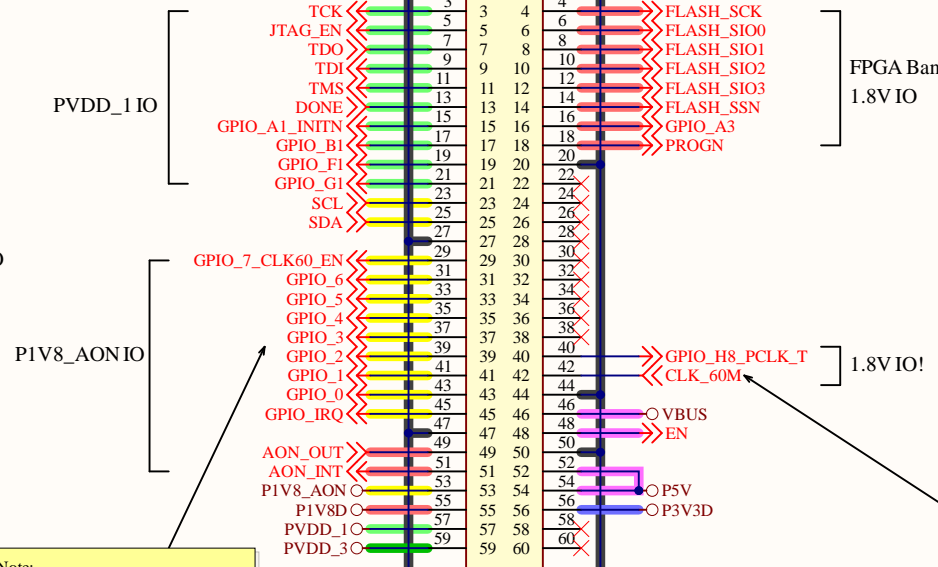 TCK 3 3 4 4 FLASH_SCK
JTAG_EN 5 5 6 6 FLASH_SIO0
TDO 7 7 8 8 FLASH_SIO1
TDI 9 9 10 10 FLASH_SIO2 FPGA Ban
TMS 11 11 12 12 FLASH_SIO3 1.8V IO
PVDD_1 IO DONE 13 13 14 14 FLASH_SSN
GPIO_A1_INITN 15 15 16 16 GPIO_A3
GPIO_B1 17 17 18 18 PROGN
GPIO_F1 19 19 20 20
GPIO_G1 21 21 22 22
SCL 23 23 24 24
SDA 25 25 26 26
27 27 28 28
GPIO_7_CLK60_EN 29 29 30 30
GPIO_6 31 31 32 32
GPIO_5 33 33 34 34
GPIO_4 35 35 36 36
GPIO_3 37 37 38 38
P1V8_AON IO GPIO_2 39 39 40 40 GPIO_H8_PCLK_T 1.8V IO!
GPIO_1 41 41 42 42 CLK_60M
GPIO_0 43 43 44 44
GPIO_IRQ 45 45 46 46 VBUS
47 47 48 48 EN
AON_OUT 49 49 50 50
AON_INT 51 51 52 52
P1V8_AON 53 53 54 54 P5V
P1V8D 55 55 56 56 P3V3D
PVDD_1 57 57 58 58
PVDD_3 59 59 60 60
Note: